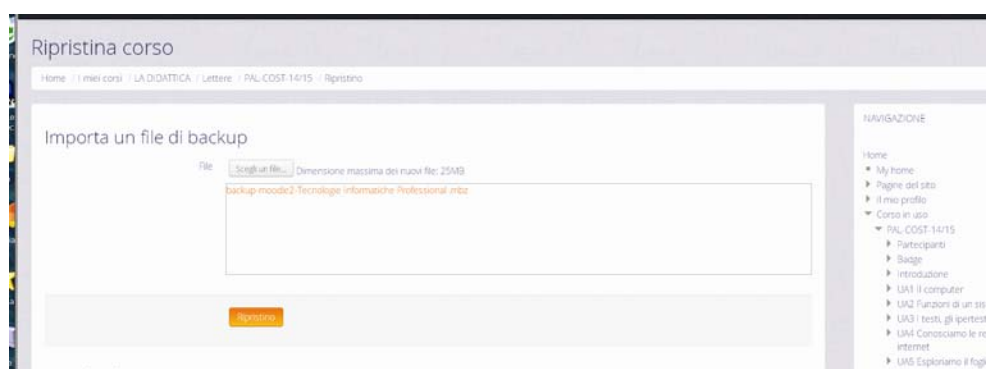 Ripristina corso
Home / I miei corsi / LA DIDATTICA / Lettere / PAL-COST-14/15 / Ripristino
Importa un file di backup
File
Scegli un file...
Dimensione massima dei nuovi file: 25MB
backup-moodle2-Tecnologie Informatiche Professional.mbz
Ripristino
NAVIGAZIONE
Home
My home
Pagine del sito
Il mio profilo
Corso in uso
PAL-COST-14/15
Partecipanti
Badge
Introduzione
UA1 Il computer
UA2 Funzioni di un sis
UA3 I testi, gli ipertest
UA4 Conosciamo le re
internet
UA5 Esploriamo il fogl